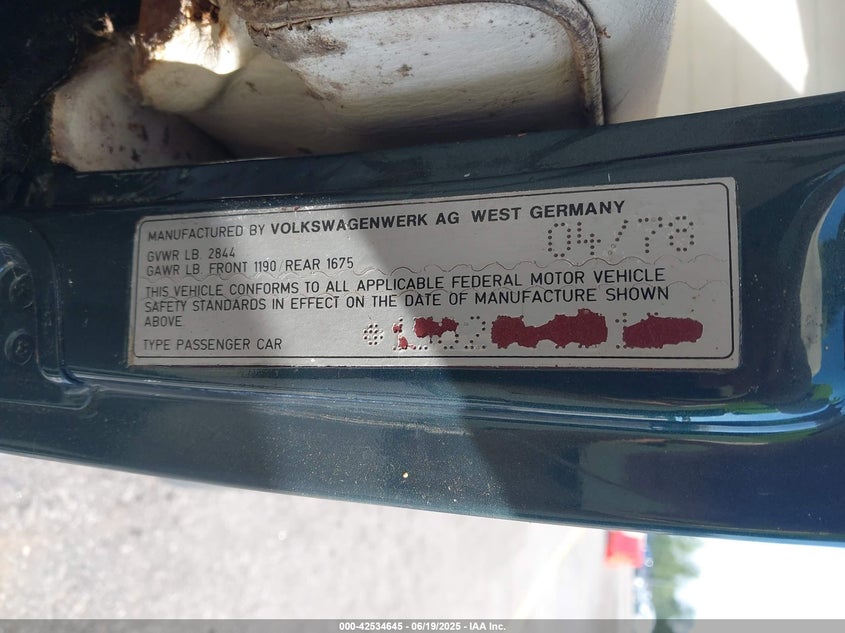 MANUFACTURED BY VOLKSWAGENWERK AG WEST GERMANY
04/78
GVWR LB. 2844
GAWR LB. FRONT 1190/REAR 1675
THIS VEHICLE CONFORMS TO ALL APPLICABLE FEDERAL MOTOR VEHICLE
SAFETY STANDARDS IN EFFECT ON THE DATE OF MANUFACTURE SHOWN
ABOVE
TYPE PASSENGER CAR
000-42534645 - 06/19/2025 - IAA Inc.